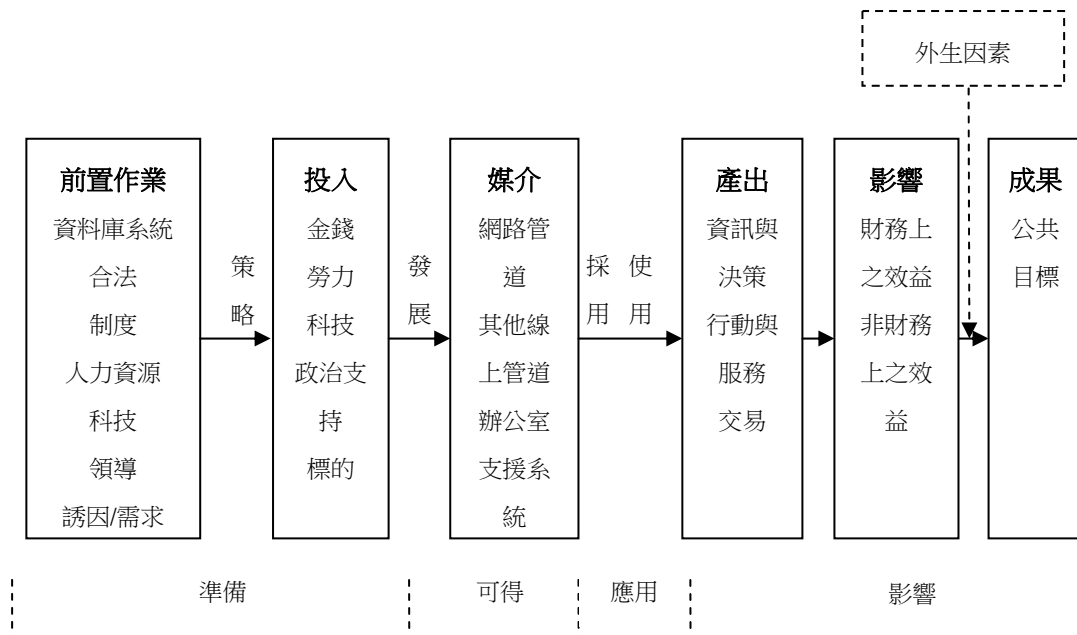 外生因素
前置作業
資料庫系統
合法
制度
人力資源
科技
領導
誘因/需求
策略
投入
金錢
勞力
科技
政治支
持
標的
發展
媒介
網路管
道
其他線
上管道
辦公室
支援系
統
採用
使用
產出
資訊與
決策
行動與
服務
交易
影響
財務上
之效益
非財務
上之效
益
成果
公共
目標
準備
可得
應用
影響